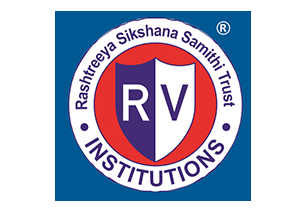 ®
Rashtreeya Sikshana Samithi Trust
RV
• INSTITUTIONS •